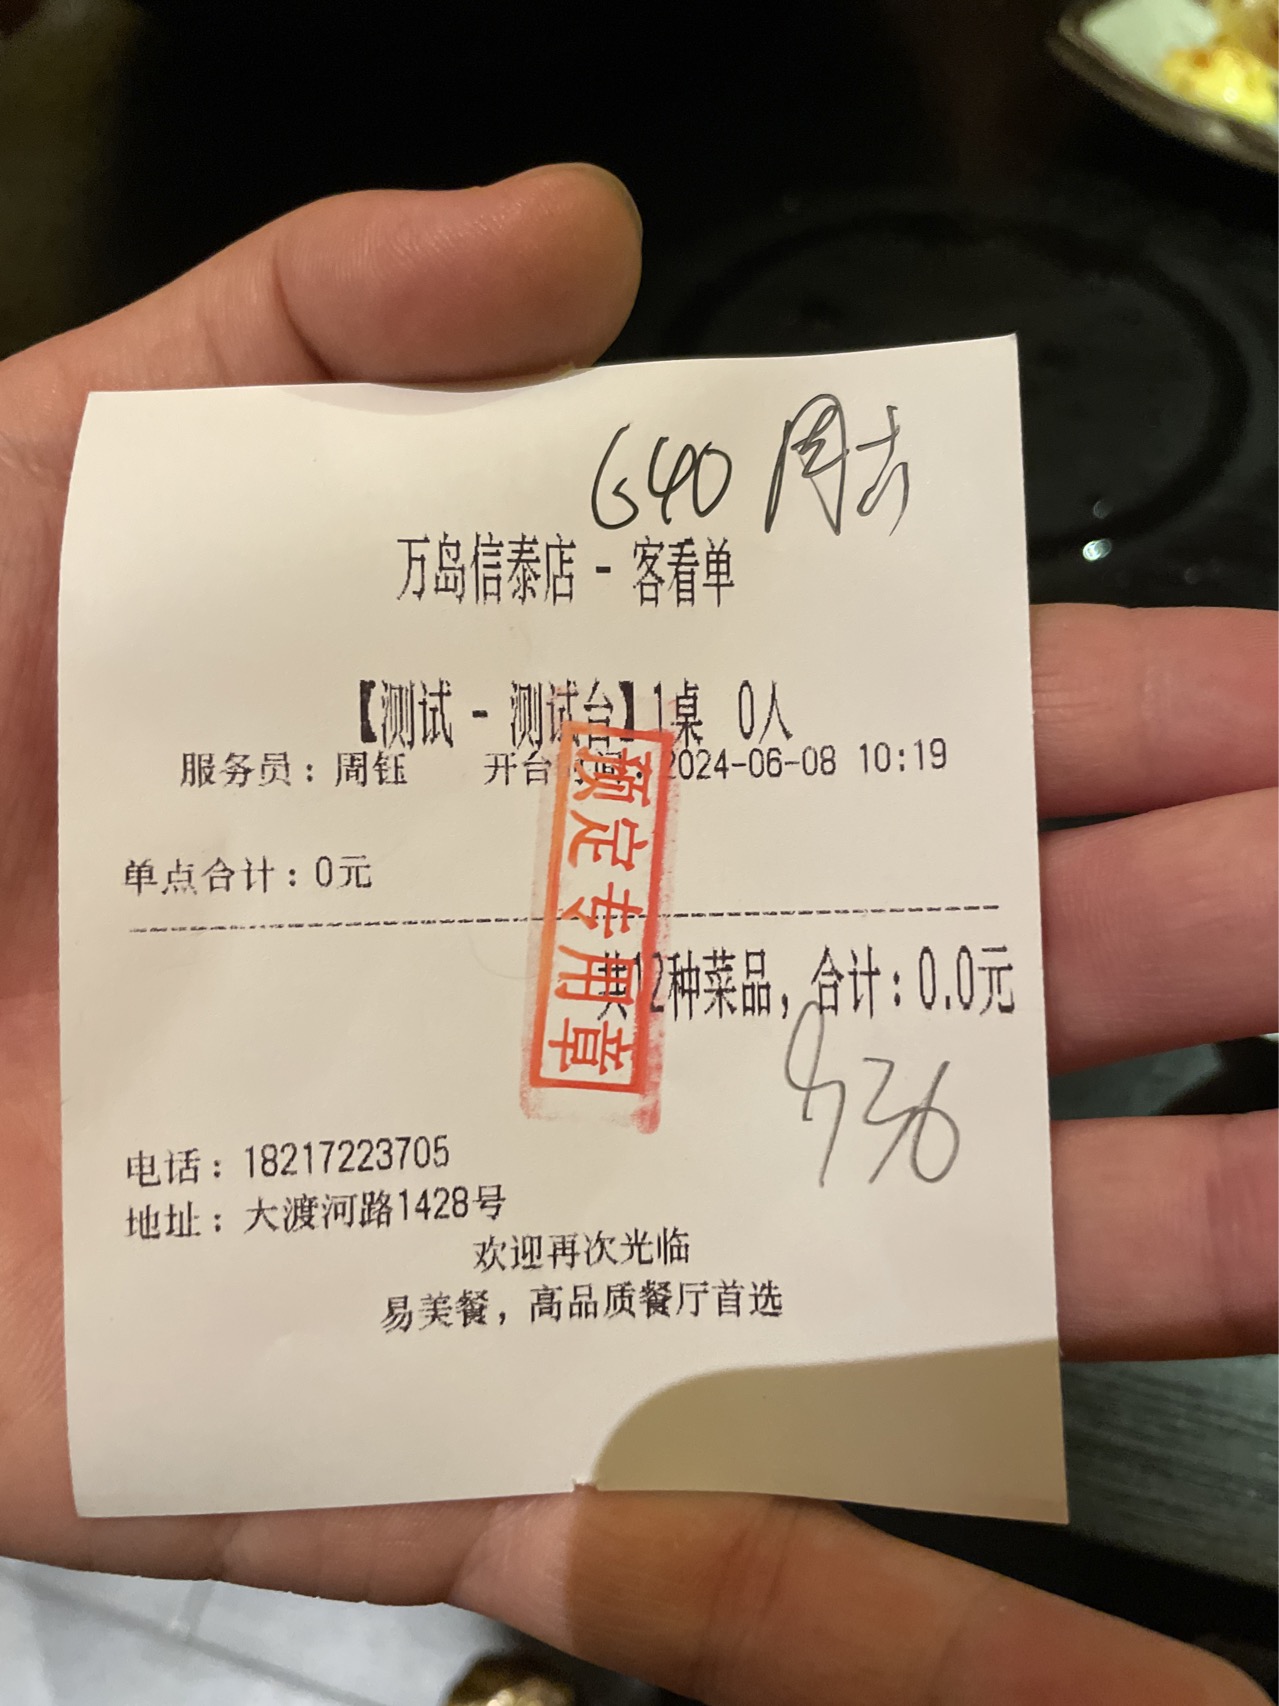 640 周
万岛信泰店 - 客看单
【测试 - 测试台】1桌 0人
服务员：周钰 开台时间：2024-06-08 10:19
单点合计：0元
预定专用章
共12种菜品，合计：0.0元
电话：18217223705
地址：大渡河路1428号
欢迎再次光临
易美餐，高品质餐厅首选